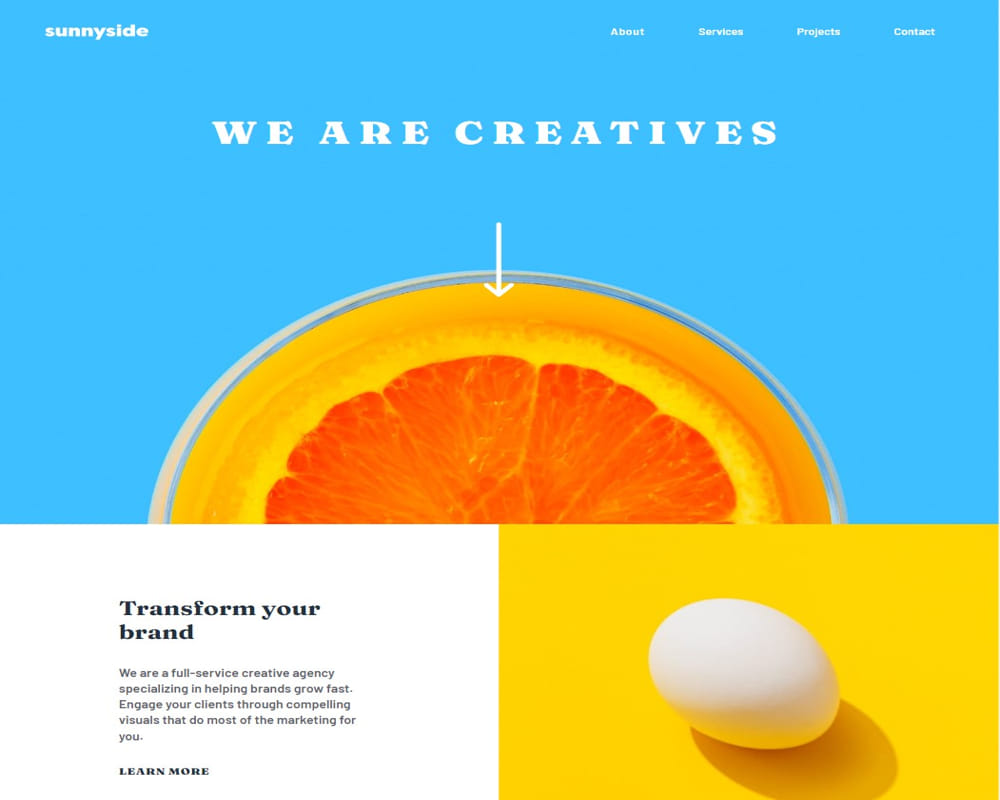 sunnyside
About Services Projects Contact
WE ARE CREATIVES
Transform your
brand
We are a full-service creative agency
specializing in helping brands grow fast.
Engage your clients through compelling
visuals that do most of the marketing for
you.
LEARN MORE